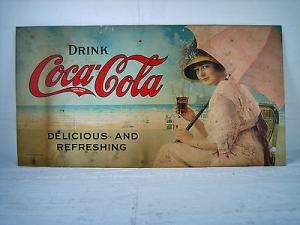 DRINK
Coca-Cola
DELICIOUS AND
REFRESHING